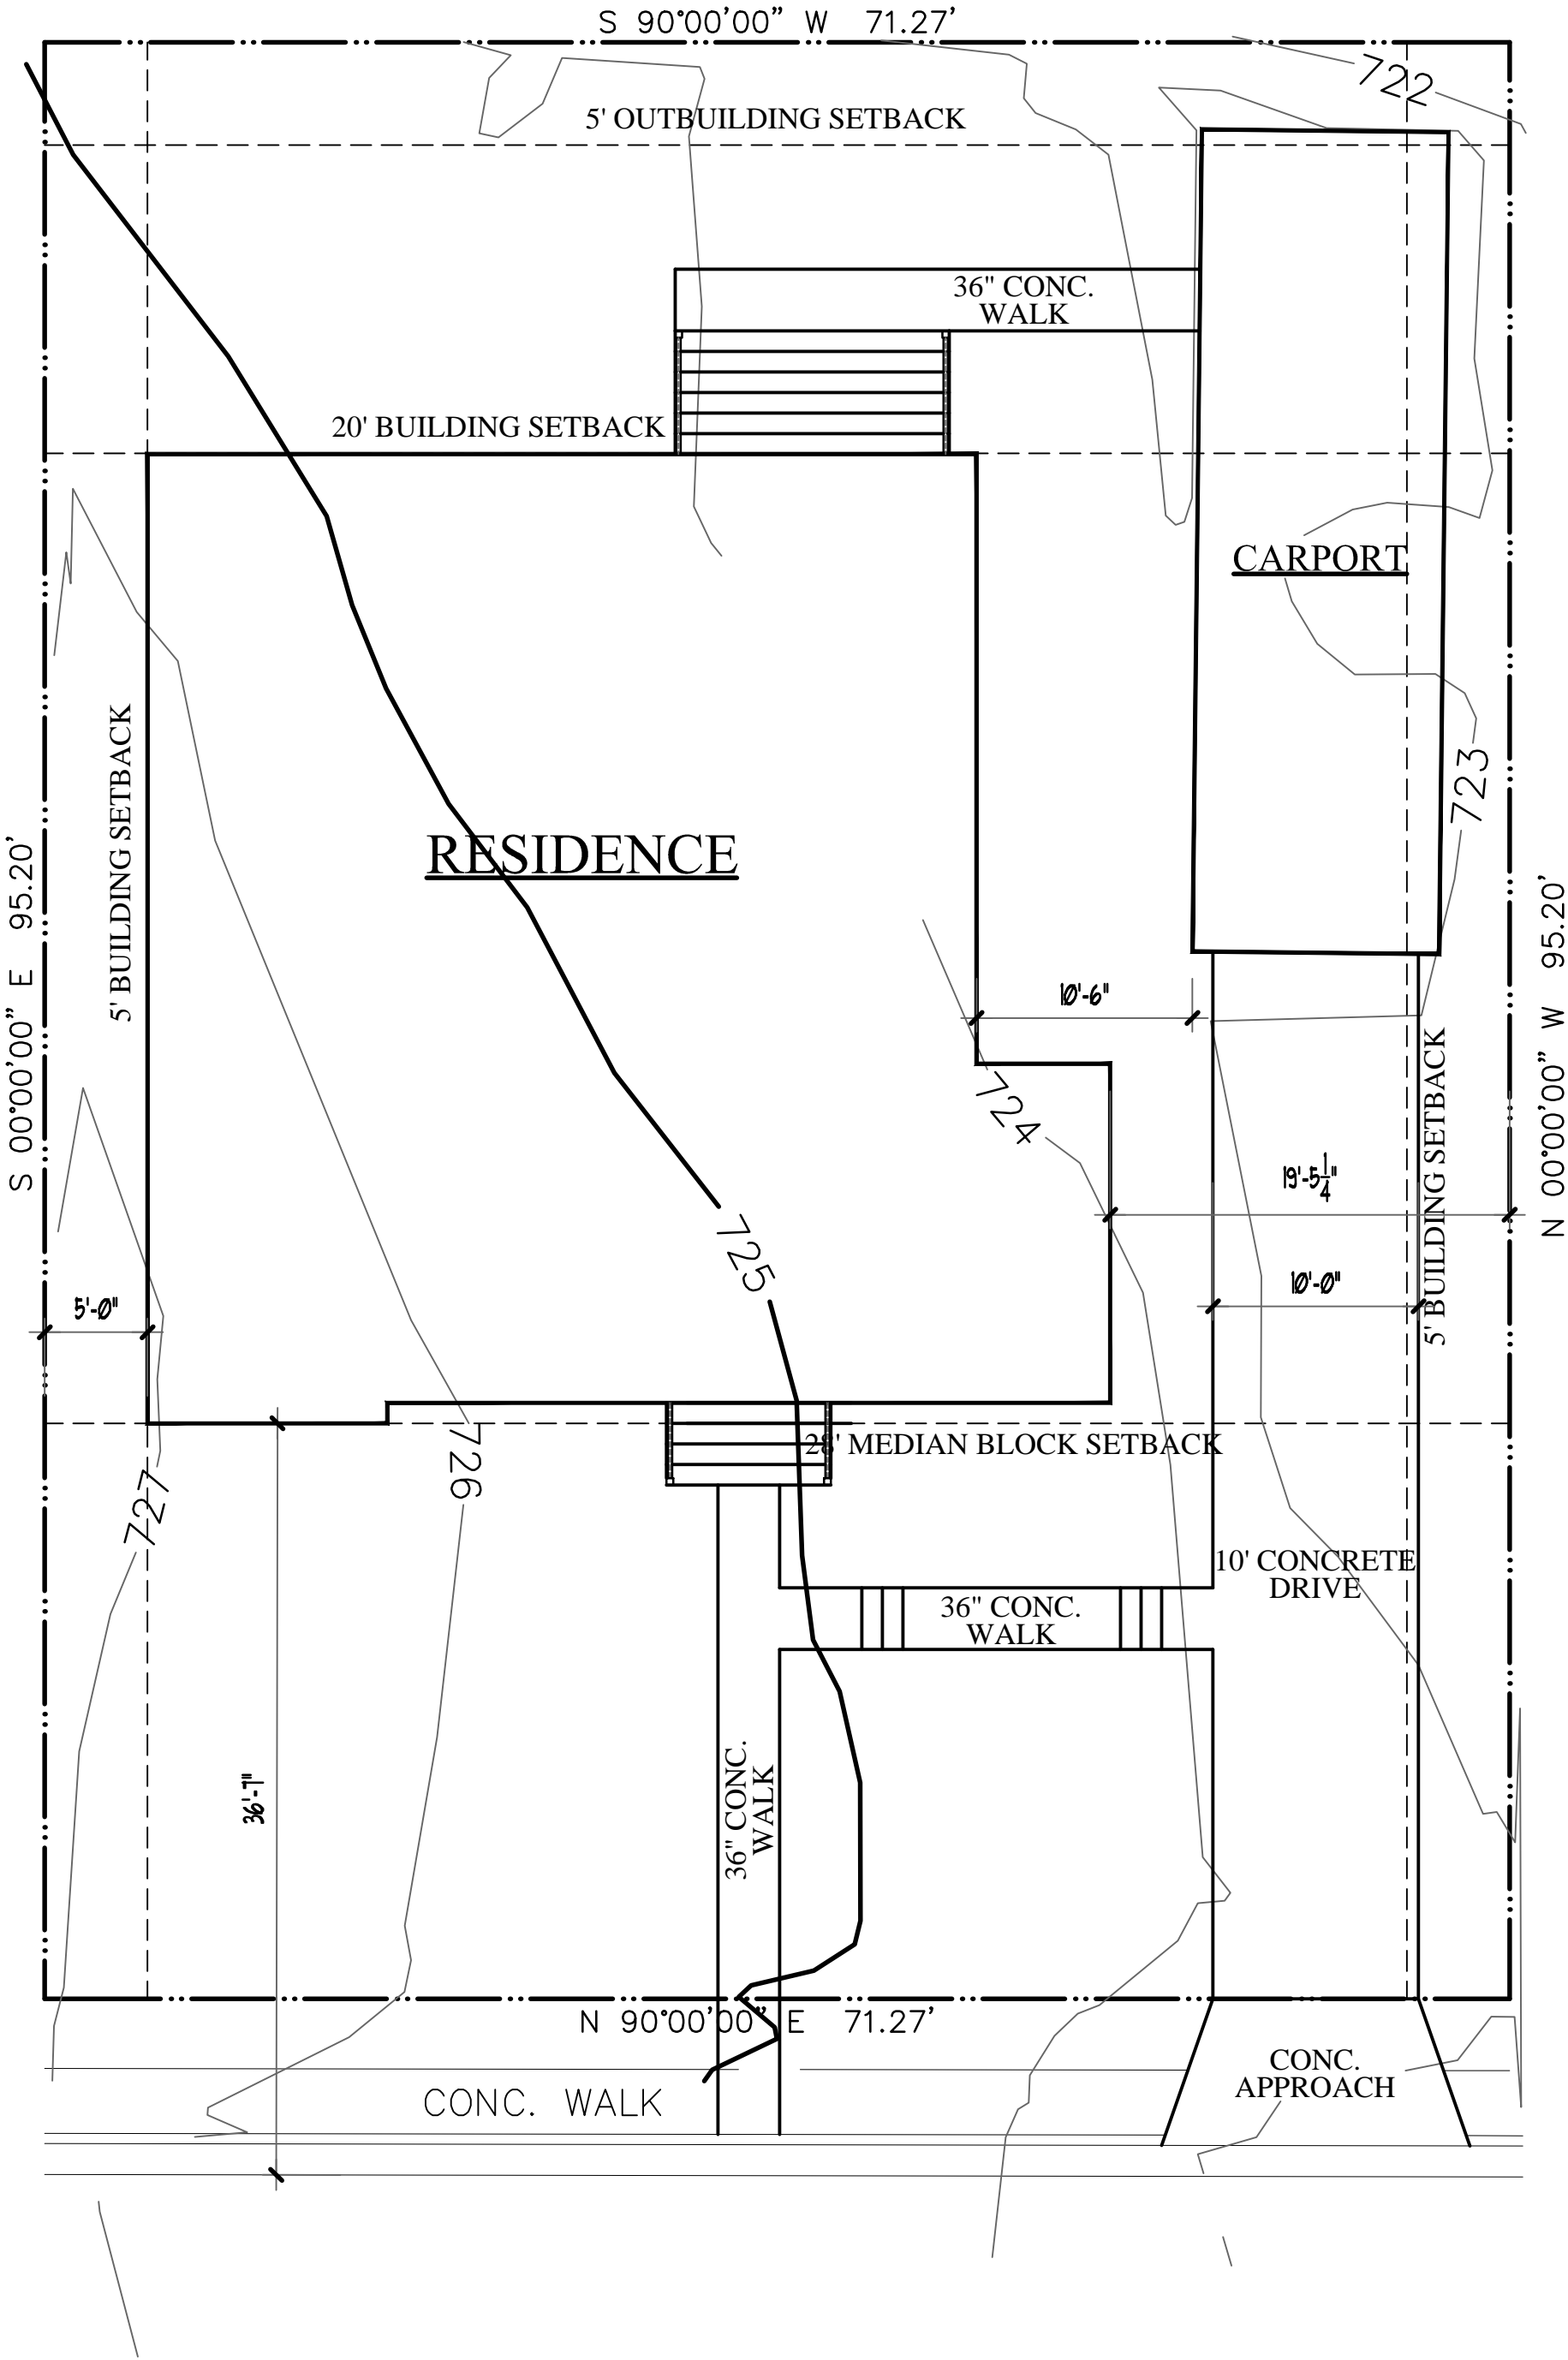 S 90°00'00" W 71.27'
722
5' OUTBUILDING SETBACK
36" CONC.
WALK
20' BUILDING SETBACK
CARPORT
5' BUILDING SETBACK
723
RESIDENCE
S 00°00'00" E 95.20'
N 00°00'00" W 95.20'
10'-6"
724
5' BUILDING SETBACK
19'-5 1/4"
725
10'-0"
5'-0"
28' MEDIAN BLOCK SETBACK
726
727
10' CONCRETE
DRIVE
36" CONC.
WALK
36" CONC.
WALK
36'-7"
N 90°00'00" E 71.27'
CONC.
APPROACH
CONC. WALK